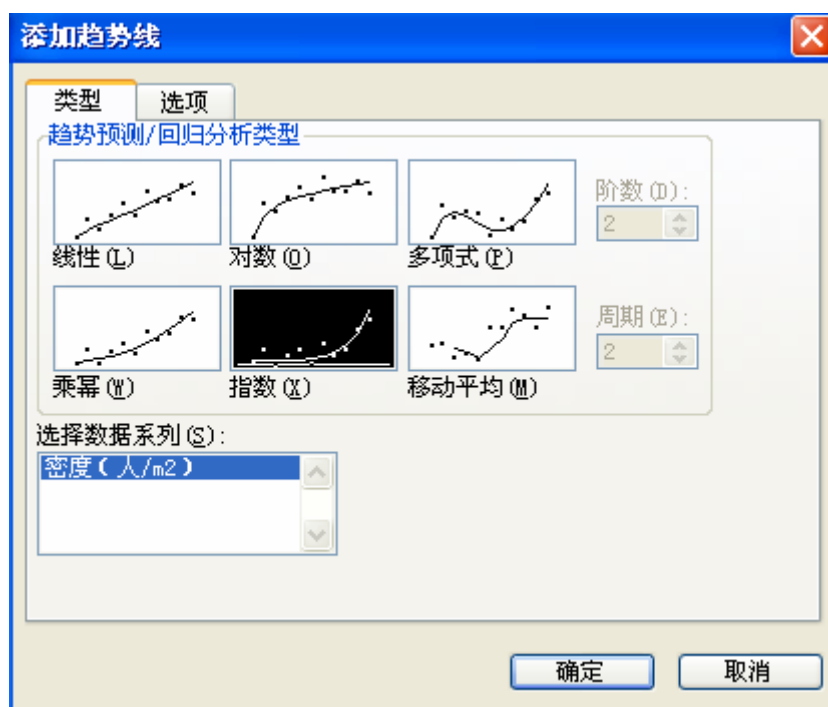 添加趋势线
类型 选项
趋势预测/回归分析类型
线性(L) 对数(O) 多项式(P) 阶数(D):
2
乘幂(W) 指数(X) 移动平均(M) 周期(E):
2
选择数据系列(S):
密度(人/m2)
确定 取消